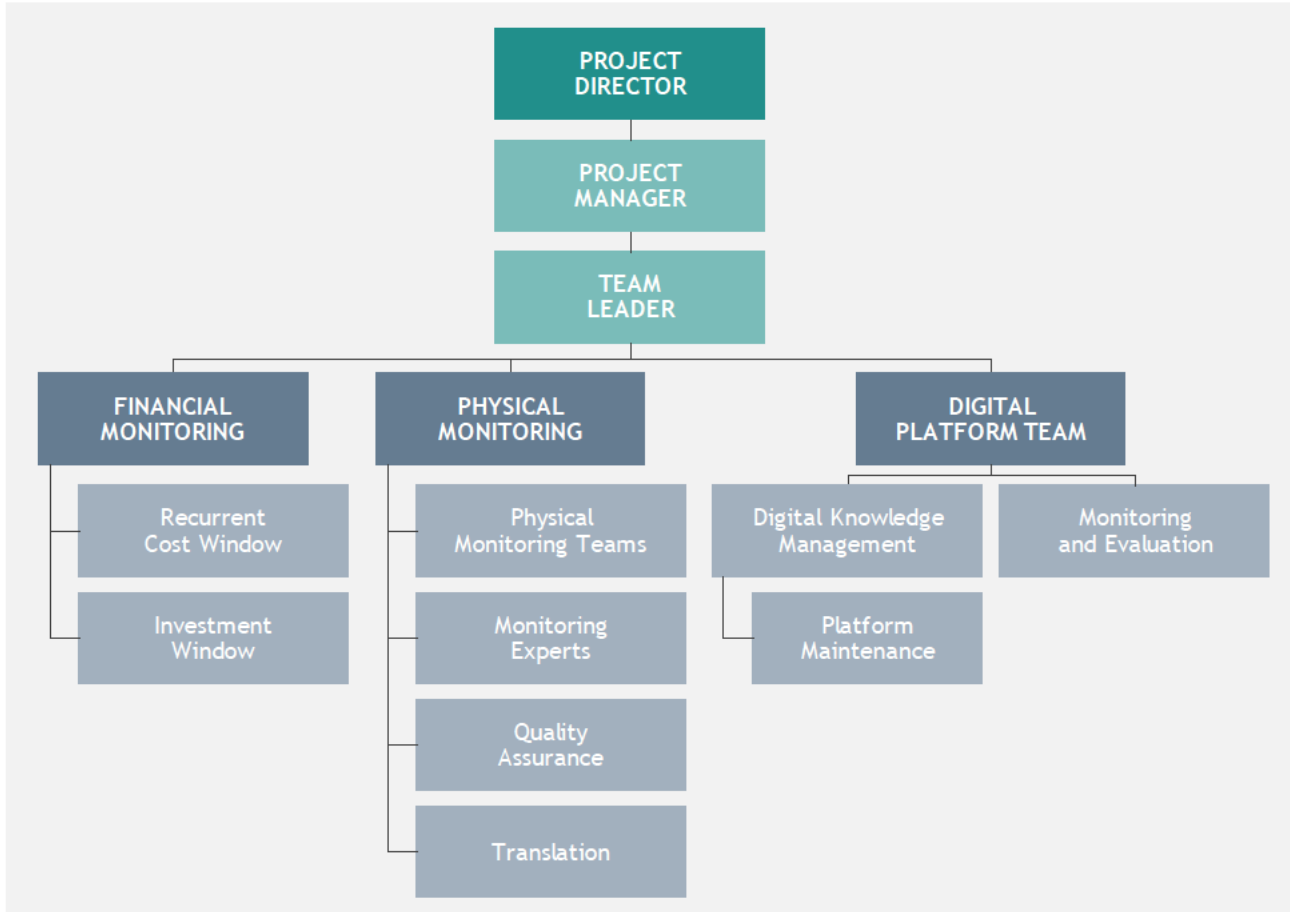 PROJECT
DIRECTOR
PROJECT
MANAGER
TEAM
LEADER
FINANCIAL
MONITORING
PHYSICAL
MONITORING
DIGITAL
PLATFORM TEAM
Recurrent
Cost Window
Physical
Monitoring Teams
Digital Knowledge
Management
Monitoring
and Evaluation
Investment
Window
Monitoring
Experts
Platform
Maintenance
Quality
Assurance
Translation